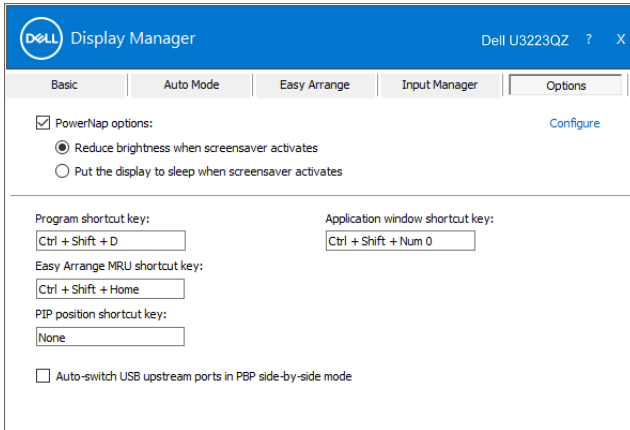 DELL Display Manager Dell U3223QZ ? X
Basic Auto Mode Easy Arrange Input Manager Options
PowerNap options: Configure
Reduce brightness when screensaver activates
Put the display to sleep when screensaver activates
Program shortcut key: Application window shortcut key:
Ctrl + Shift + D Ctrl + Shift + Num 0
Easy Arrange MRU shortcut key:
Ctrl + Shift + Home
PIP position shortcut key:
None
Auto-switch USB upstream ports in PBP side-by-side mode